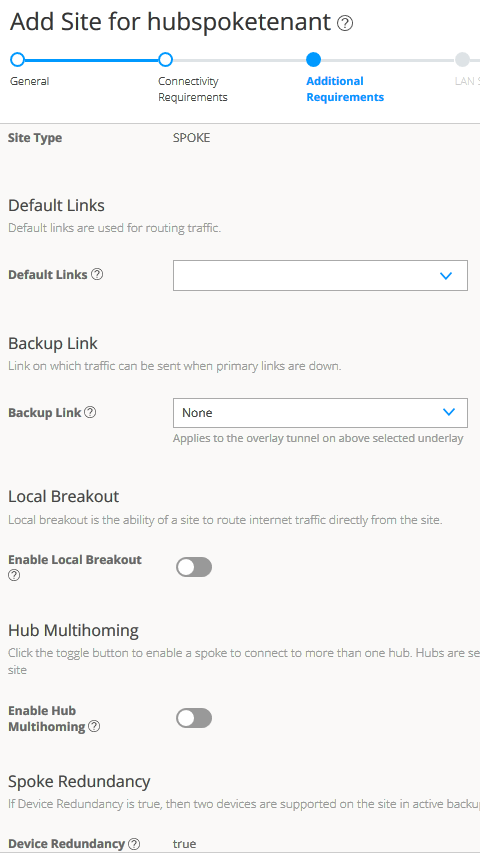 Add Site for hubspoketenant ?
General
Connectivity
Requirements
Additional
Requirements
LAN S
Site Type SPOKE
Default Links
Default links are used for routing traffic.
Default Links ?
Backup Link
Link on which traffic can be sent when primary links are down.
Backup Link ? None
Applies to the overlay tunnel on above selected underlay
Local Breakout
Local breakout is the ability of a site to route internet traffic directly from the site.
Enable Local Breakout
?
Hub Multihoming
Click the toggle button to enable a spoke to connect to more than one hub. Hubs are se
site
Enable Hub
Multihoming ?
Spoke Redundancy
If Device Redundancy is true, then two devices are supported on the site in active backu
Device Redundancy ? true